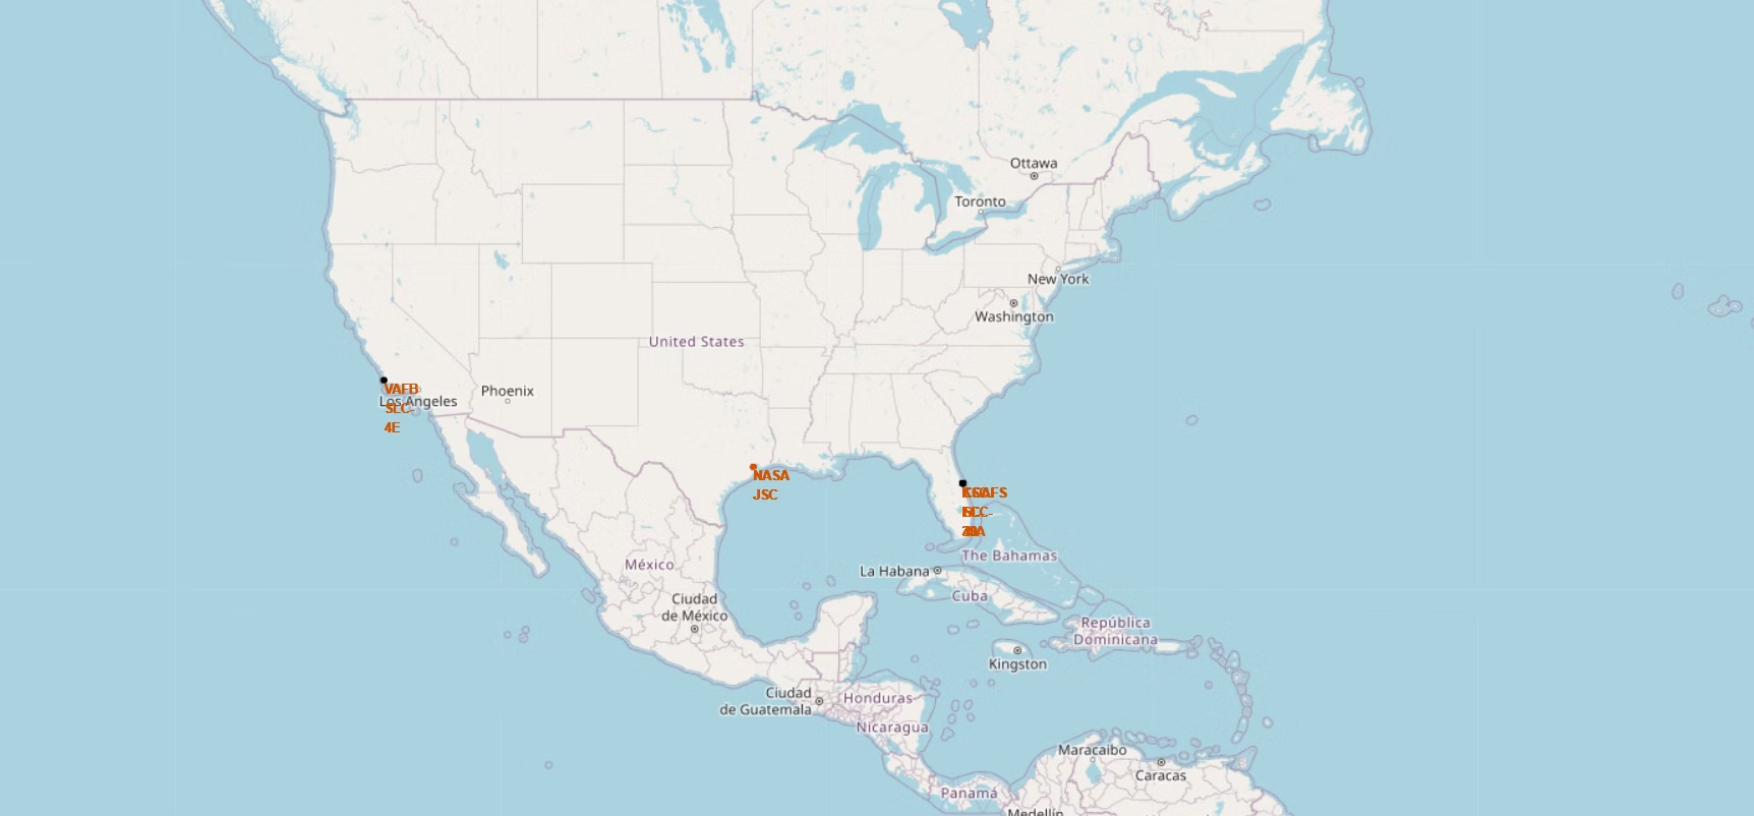 Ottawa
Toronto
New York
Washington
United States
Phoenix
VAFB
Los Angeles
SLC-
4E
NASA
JSC
The Bahamas
La Habana
México
Cuba
Ciudad
de México
República
Dominicana
Kingston
Ciudad
de Guatemala
Honduras
Nicaragua
Maracaibo
Caracas
Panamá
Medellín